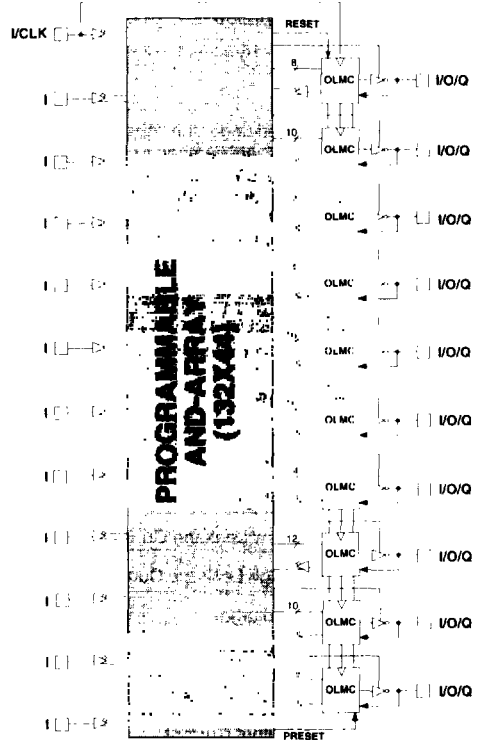 RESET
I/CLK
8
OLMC
I/O/Q
I
10
OLMC
I/O/Q
I
OLMC
I/O/Q
I
OLMC
I/O/Q
I
PROGRAMMABLE
AND-ARRAY
(132X44)
OLMC
I/O/Q
I
OLMC
I/O/Q
I
OLMC
I/O/Q
I
12
OLMC
I/O/Q
I
10
OLMC
I/O/Q
I
OLMC
I/O/Q
I
I
PRESET